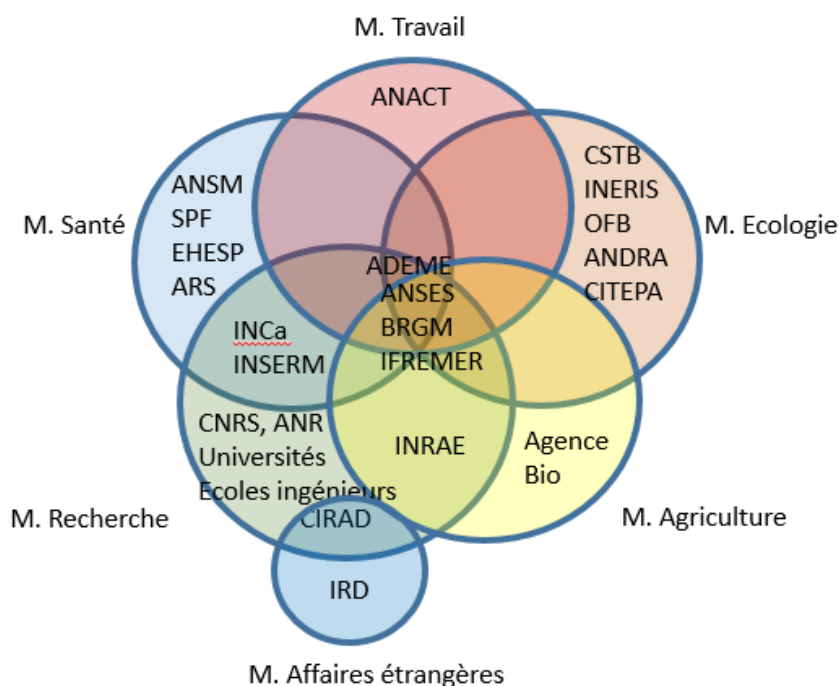 M. Travail
ANACT
M. Santé
ANSM
SPF
EHESP
ARS
CSTB
INERIS
OFB
ANDRA
CITEPA
M. Ecologie
ADEME
ANSES
BRGM
IFREMER
INCa
INSERM
CNRS, ANR
Universités
Ecoles ingénieurs
CIRAD
INRAE
Agence
Bio
M. Recherche
M. Agriculture
IRD
M. Affaires étrangères